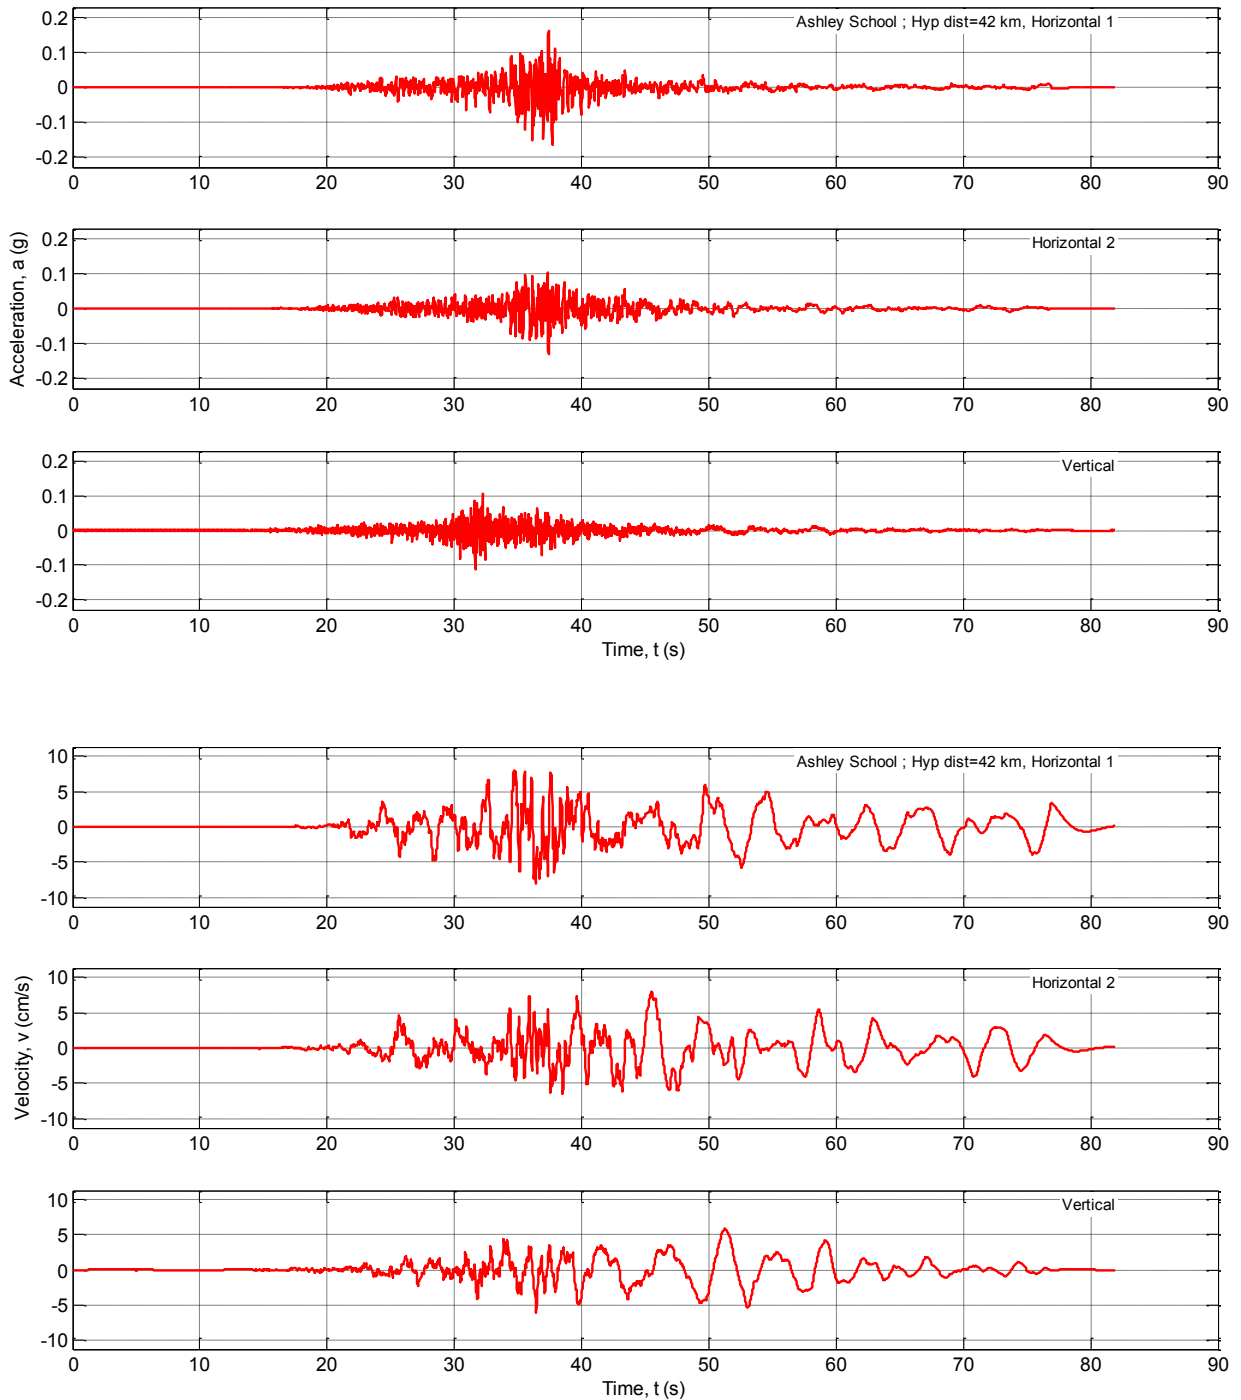 Ashley School ; Hyp dist=42 km, Horizontal 1
0.2
0.1
0
-0.1
-0.2
0 10 20 30 40 50 60 70 80 90
Horizontal 2
Acceleration, a (g)
0.2
0.1
0
-0.1
-0.2
0 10 20 30 40 50 60 70 80 90
Vertical
0.2
0.1
0
-0.1
-0.2
0 10 20 30 40 50 60 70 80 90
Time, t (s)
Ashley School ; Hyp dist=42 km, Horizontal 1
10
5
0
-5
-10
0 10 20 30 40 50 60 70 80 90
Horizontal 2
Velocity, v (cm/s)
10
5
0
-5
-10
0 10 20 30 40 50 60 70 80 90
Vertical
10
5
0
-5
-10
0 10 20 30 40 50 60 70 80 90
Time, t (s)